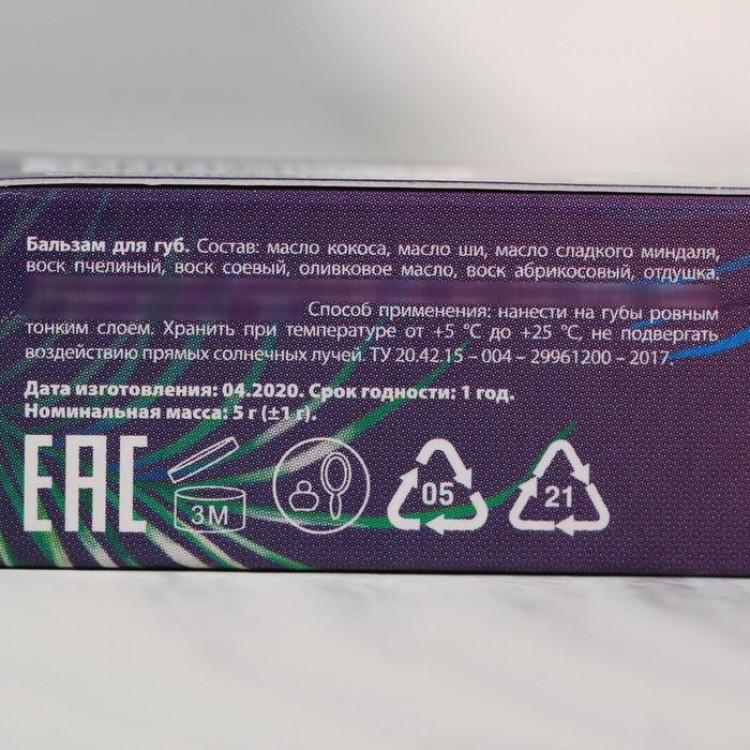 Бальзам для губ. Состав: масло кокоса, масло ши, масло сладкого миндаля,
воск пчелиный, воск соевый, оливковое масло, воск абрикосовый, отдушка.
Способ применения: нанести на губы ровным
тонким слоем. Хранить при температуре от +5 °C до +25 °C, не подвергать
воздействию прямых солнечных лучей. ТУ 20.42.15 – 004 – 29961200 – 2017.
Дата изготовления: 04.2020. Срок годности: 1 год.
Номинальная масса: 5 г (±1 г).
EAC 3М 05 21